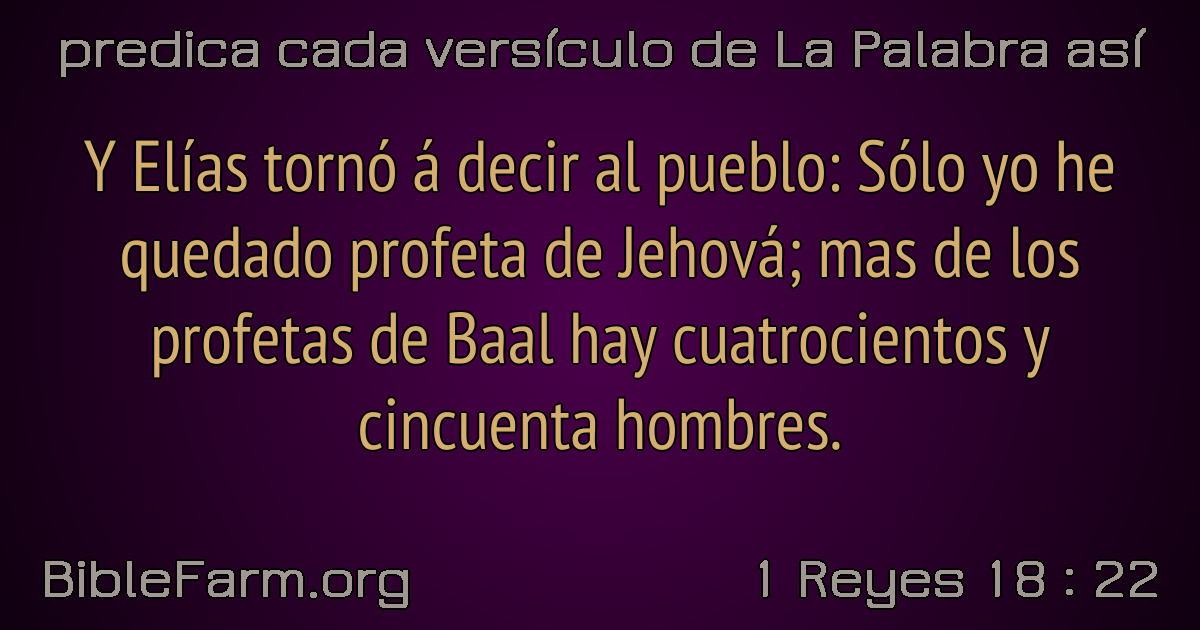 predica cada versículo de La Palabra así
Y Elías tornó á decir al pueblo: Sólo yo he
quedado profeta de Jehová; mas de los
profetas de Baal hay cuatrocientos y
cincuenta hombres.
BibleFarm.org
1 Reyes 18 : 22